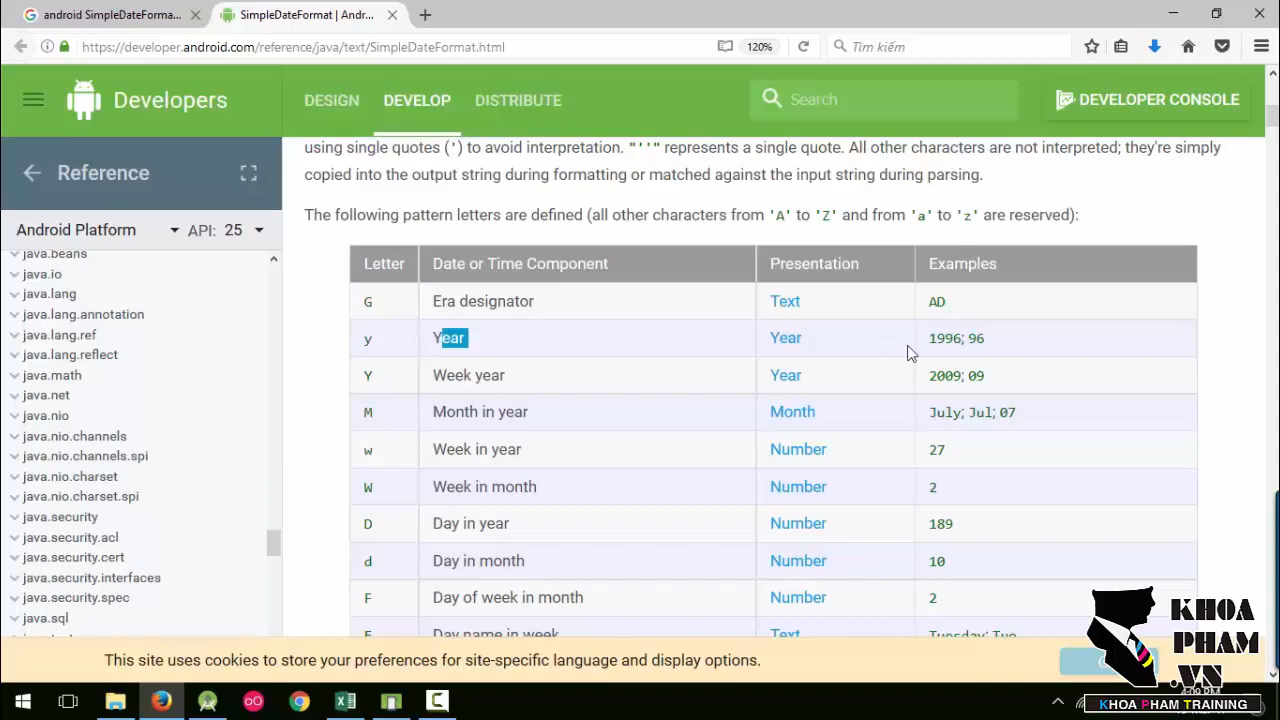 android SimpleDateForma...
SimpleDateFormat | Andr...
https://developer.android.com/reference/java/text/SimpleDateFormat.html
120%
Tìm kiếm
Developers
DESIGN
DEVELOP
DISTRIBUTE
Search
DEVELOPER CONSOLE
Reference
Android Platform
API: 25
java.beans
java.io
java.lang
java.lang.annotation
java.lang.ref
java.lang.reflect
java.math
java.net
java.nio
java.nio.channels
java.nio.channels.spi
java.nio.charset
java.nio.charset.spi
java.security
java.security.acl
java.security.cert
java.security.interfaces
java.security.spec
java.sql
using single quotes (') to avoid interpretation. "''" represents a single quote. All other characters are not interpreted; they're simply
copied into the output string during formatting or matched against the input string during parsing.
The following pattern letters are defined (all other characters from 'A' to 'Z' and from 'a' to 'z' are reserved):
Letter Date or Time Component Presentation Examples
G Era designator Text AD
y Year Year 1996; 96
Y Week year Year 2009; 09
M Month in year Month July; Jul; 07
w Week in year Number 27
W Week in month Number 2
D Day in year Number 189
d Day in month Number 10
F Day of week in month Number 2
E Day name in week Text Tuesday; Tue
This site uses cookies to store your preferences for site-specific language and display options.
KHOA
PHAM
.VN
KHOA PHAM TRAINING